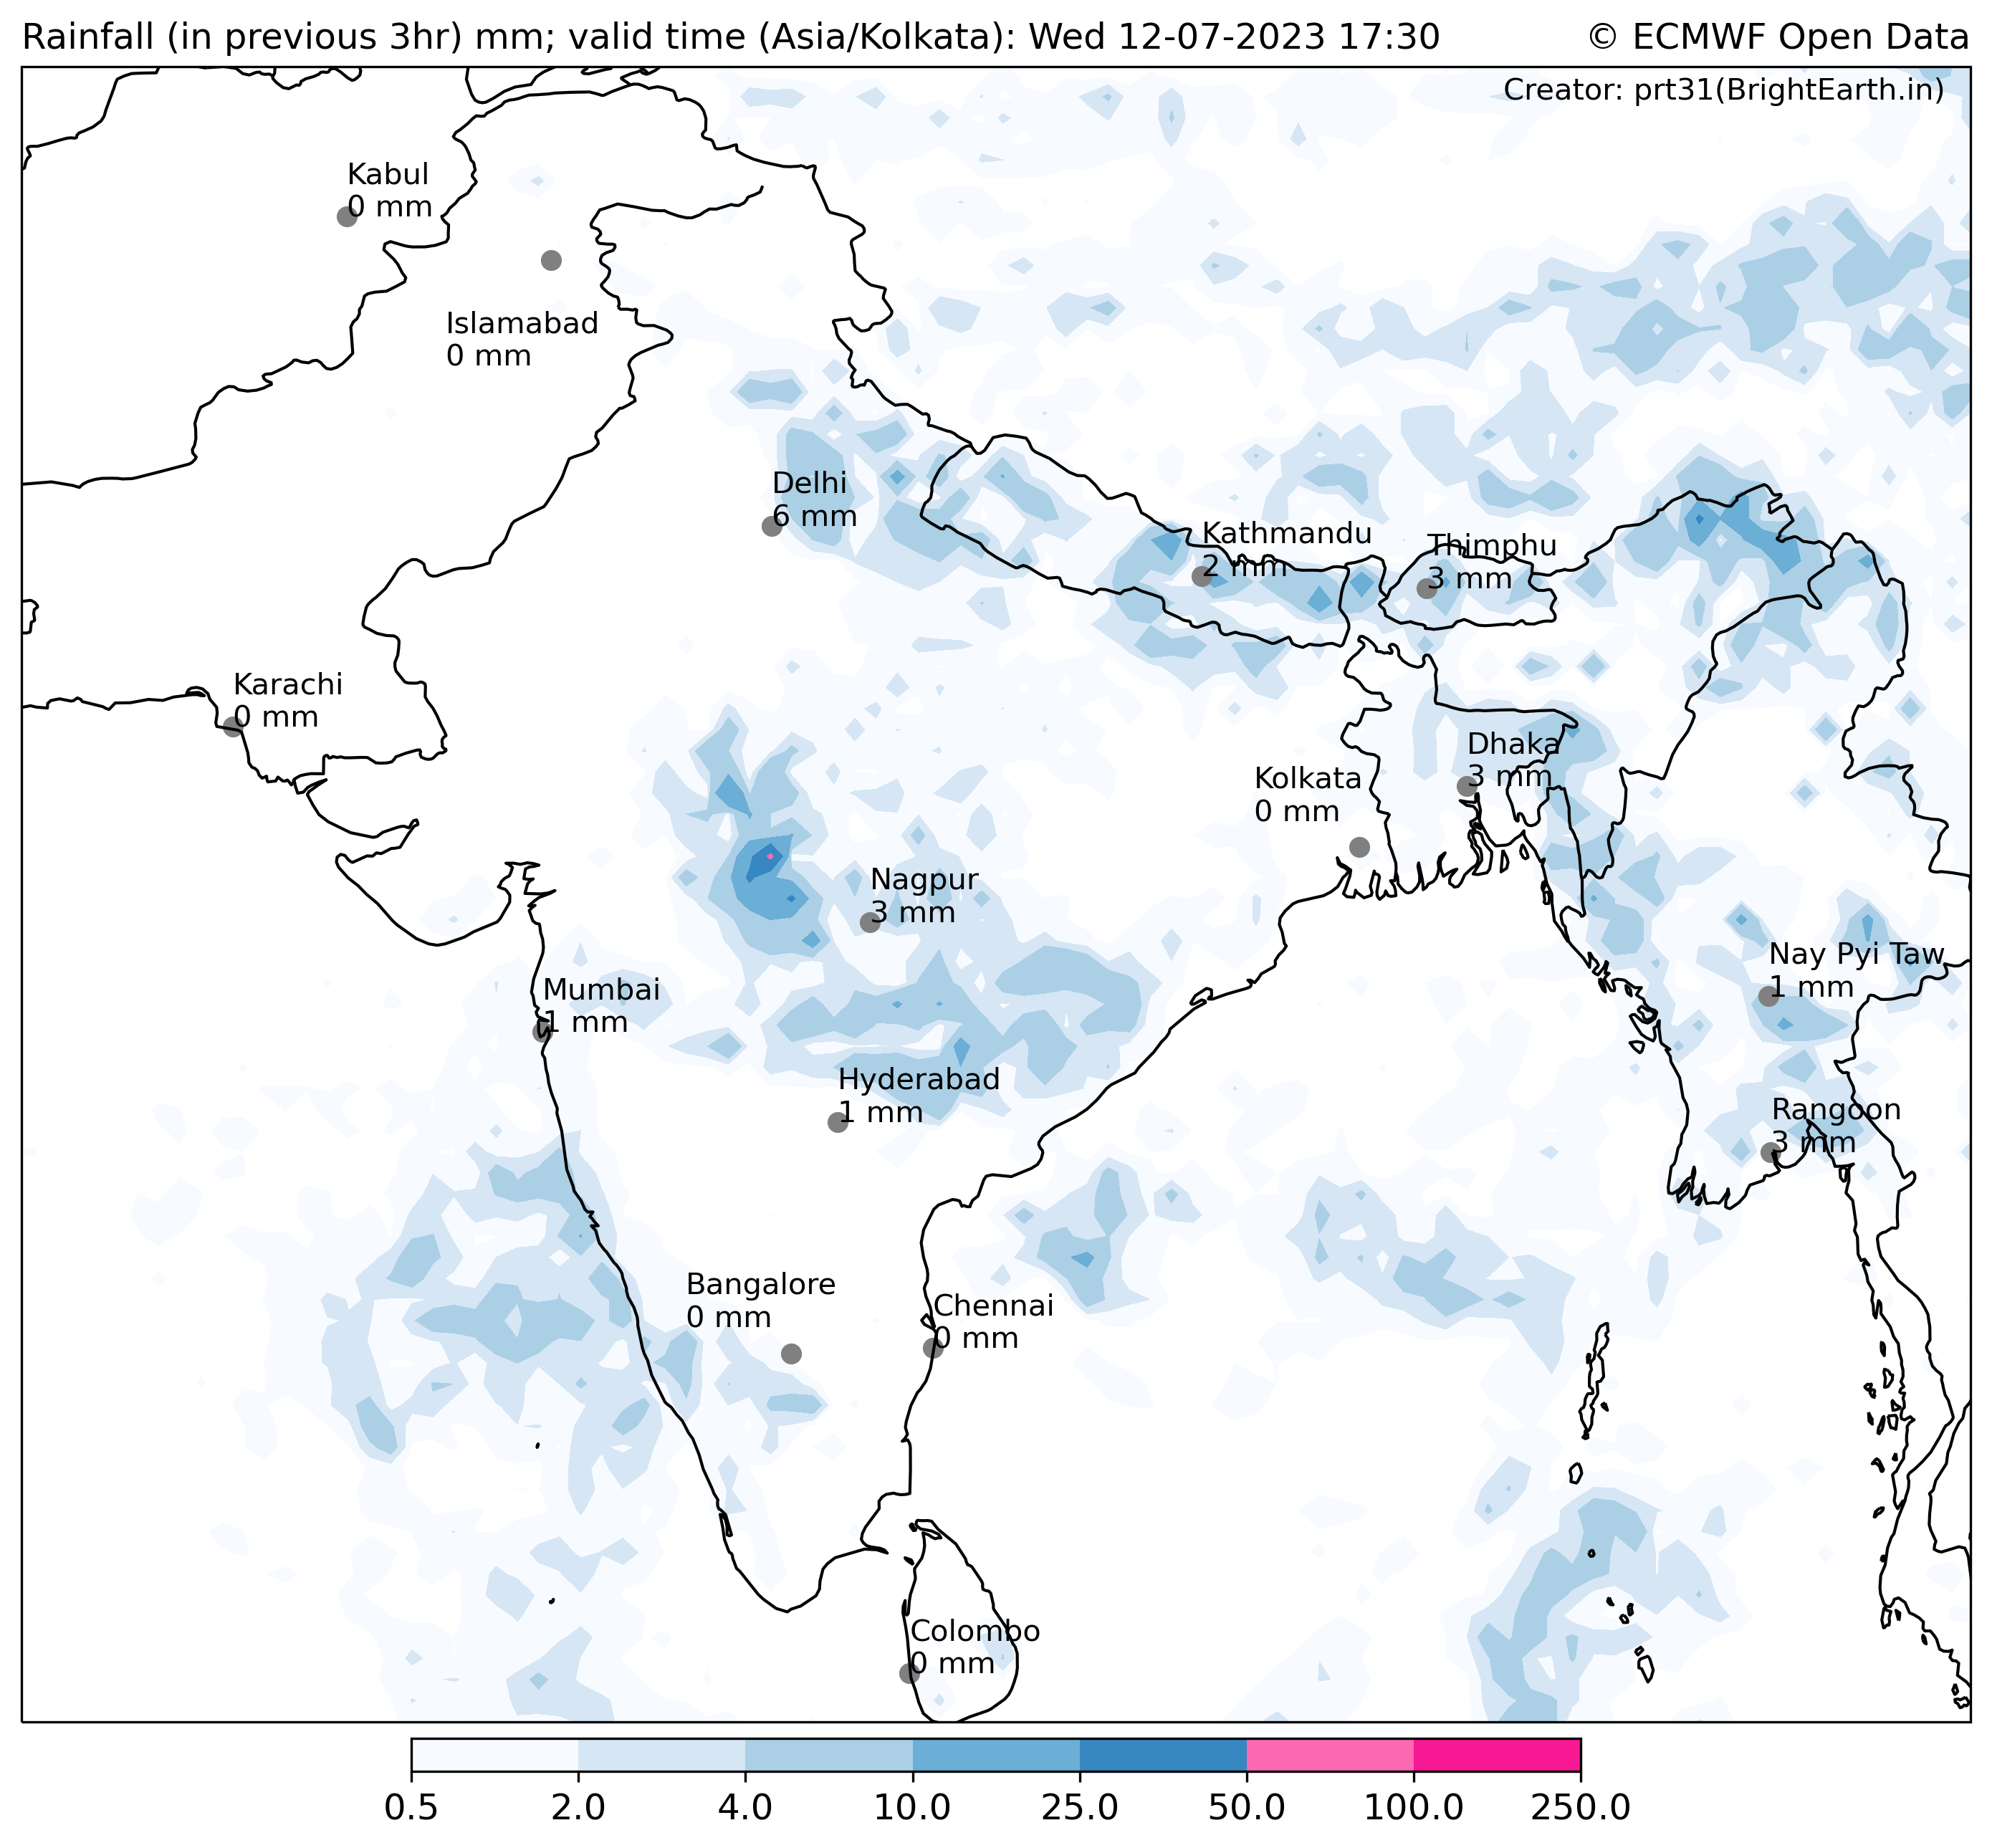 Rainfall (in previous 3hr) mm; valid time (Asia/Kolkata): Wed 12-07-2023 17:30
© ECMWF Open Data
Creator: prt31(BrightEarth.in)
Kabul
0 mm
Islamabad
0 mm
Delhi
6 mm
Kathmandu
2 mm
Thimphu
3 mm
Karachi
0 mm
Dhaka
3 mm
Kolkata
0 mm
Nagpur
3 mm
Nay Pyi Taw
1 mm
Mumbai
1 mm
Hyderabad
1 mm
Rangoon
3 mm
Bangalore
0 mm
Chennai
0 mm
Colombo
0 mm
0.5 2.0 4.0 10.0 25.0 50.0 100.0 250.0